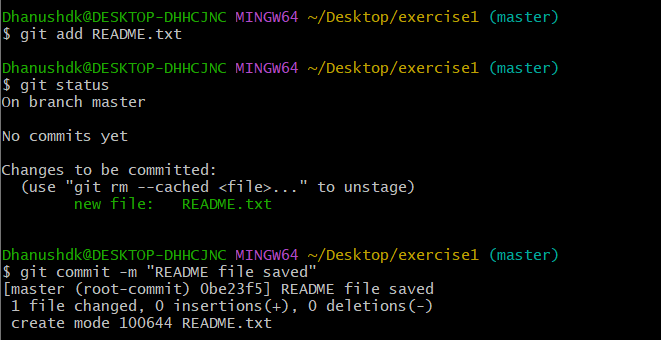 Dhanushdk@DESKTOP-DHHCJNC MINGW64 ~/Desktop/exercise1 (master)
$ git add README.txt
Dhanushdk@DESKTOP-DHHCJNC MINGW64 ~/Desktop/exercise1 (master)
$ git status
On branch master
No commits yet
Changes to be committed:
  (use "git rm --cached <file>..." to unstage)
        new file:   README.txt
Dhanushdk@DESKTOP-DHHCJNC MINGW64 ~/Desktop/exercise1 (master)
$ git commit -m "README file saved"
[master (root-commit) 0be23f5] README file saved
 1 file changed, 0 insertions(+), 0 deletions(-)
 create mode 100644 README.txt